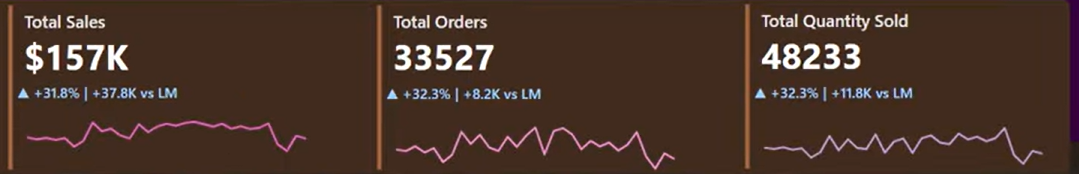 Total Sales
$157K
▲ +31.8% | +37.8K vs LM
Total Orders
33527
▲ +32.3% | +8.2K vs LM
Total Quantity Sold
48233
▲ +32.3% | +11.8K vs LM